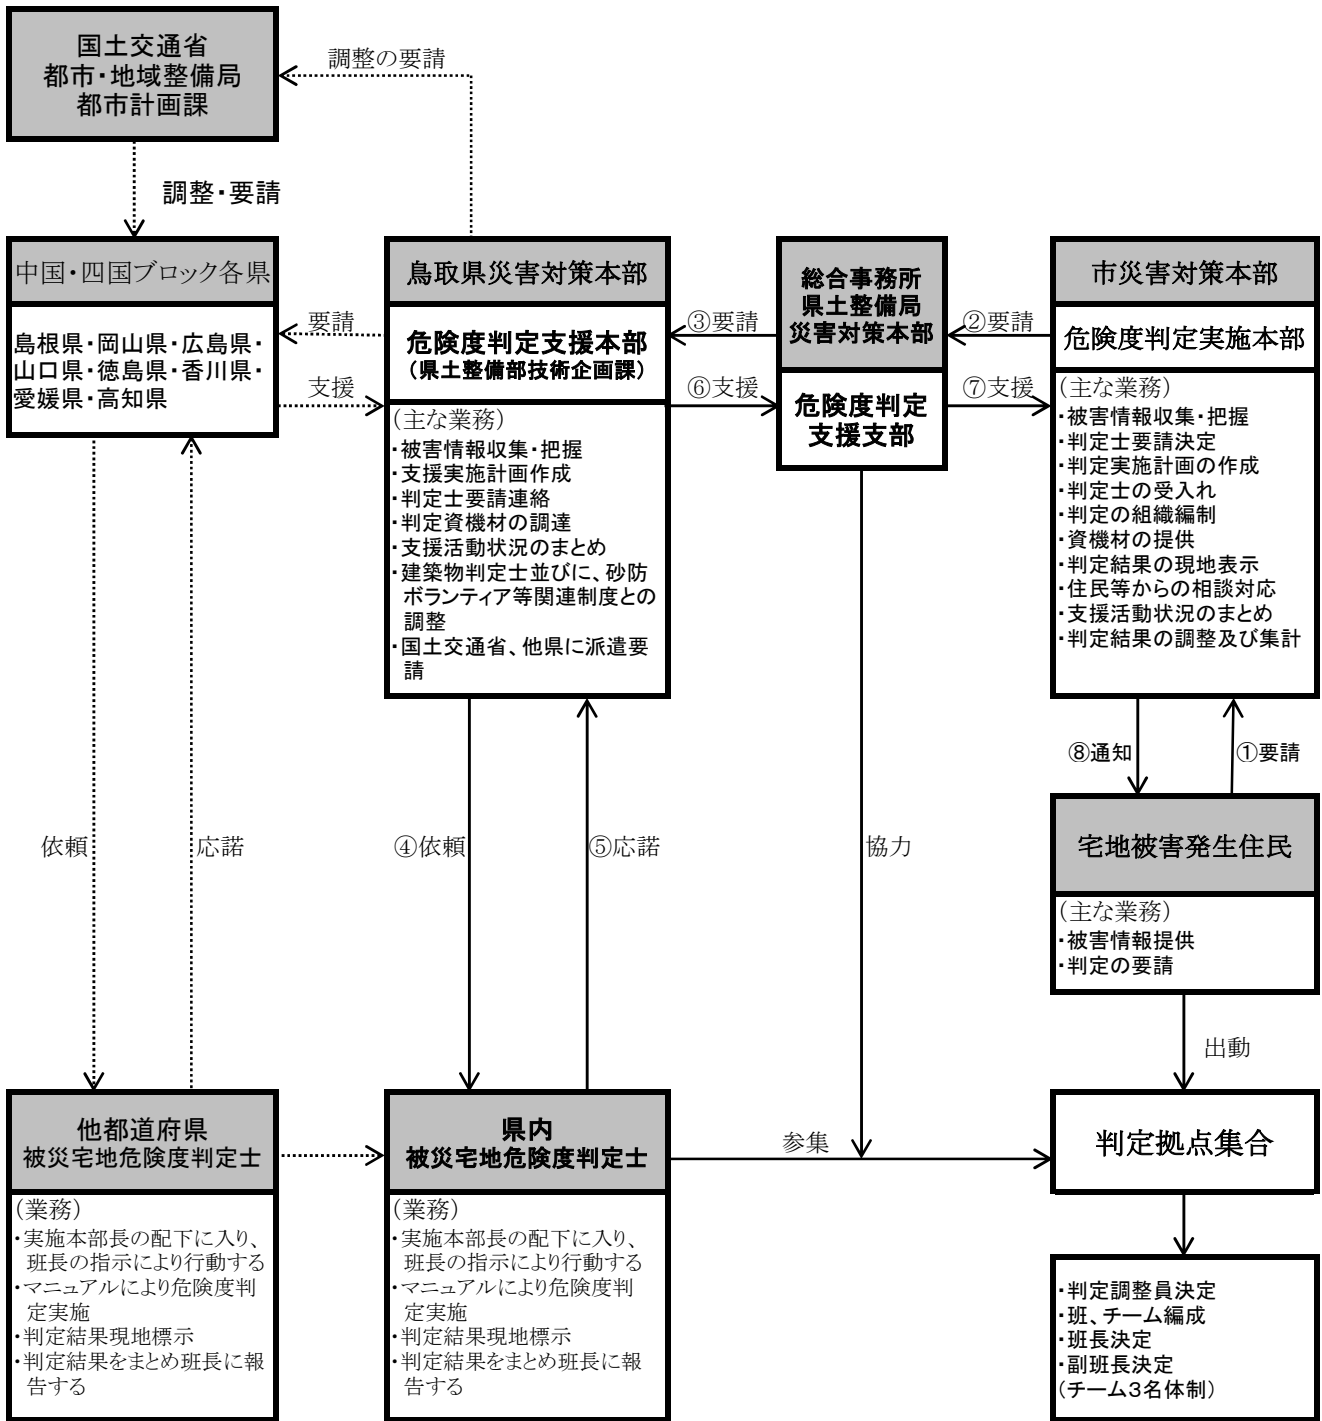 国土交通省
都市・地域整備局
都市計画課
調整の要請
調整・要請
中国・四国ブロック各県
島根県・岡山県・広島県・
山口県・徳島県・香川県・
愛媛県・高知県
要請
支援
鳥取県災害対策本部
危険度判定支援本部
（県土整備部技術企画課）
（主な業務）
・被害情報収集・把握
・支援実施計画作成
・判定士要請連絡
・判定資機材の調達
・支援活動状況のまとめ
・建築物判定士並びに、砂防
ボランティア等関連制度との
調整
・国土交通省、他県に派遣要
請
③要請
⑥支援
総合事務所
県土整備局
災害対策本部
危険度判定
支援支部
②要請
⑦支援
市災害対策本部
危険度判定実施本部
（主な業務）
・被害情報収集・把握
・判定士要請決定
・判定実施計画の作成
・判定士の受入れ
・判定の組織編制
・資機材の提供
・判定結果の現地表示
・住民等からの相談対応
・支援活動状況のまとめ
・判定結果の調整及び集計
⑧通知
①要請
宅地被害発生住民
（主な業務）
・被害情報提供
・判定の要請
依頼
応諾
④依頼
⑤応諾
協力
出動
他都道府県
被災宅地危険度判定士
（業務）
・実施本部長の配下に入り、
班長の指示により行動する
・マニュアルにより危険度判
定実施
・判定結果現地標示
・判定結果をまとめ班長に報
告する
県内
被災宅地危険度判定士
（業務）
・実施本部長の配下に入り、
班長の指示により行動する
・マニュアルにより危険度判
定実施
・判定結果現地標示
・判定結果をまとめ班長に報
告する
参集
判定拠点集合
・判定調整員決定
・班、チーム編成
・班長決定
・副班長決定
（チーム３名体制）